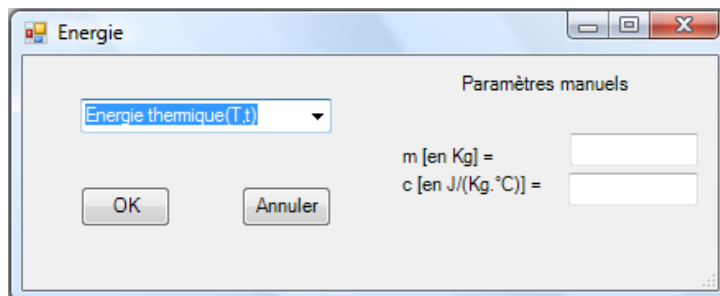 Energie
Paramètres manuels
Energie thermique(T,t)
m [en Kg] =
c [en J/(Kg.°C)] =
OK
Annuler